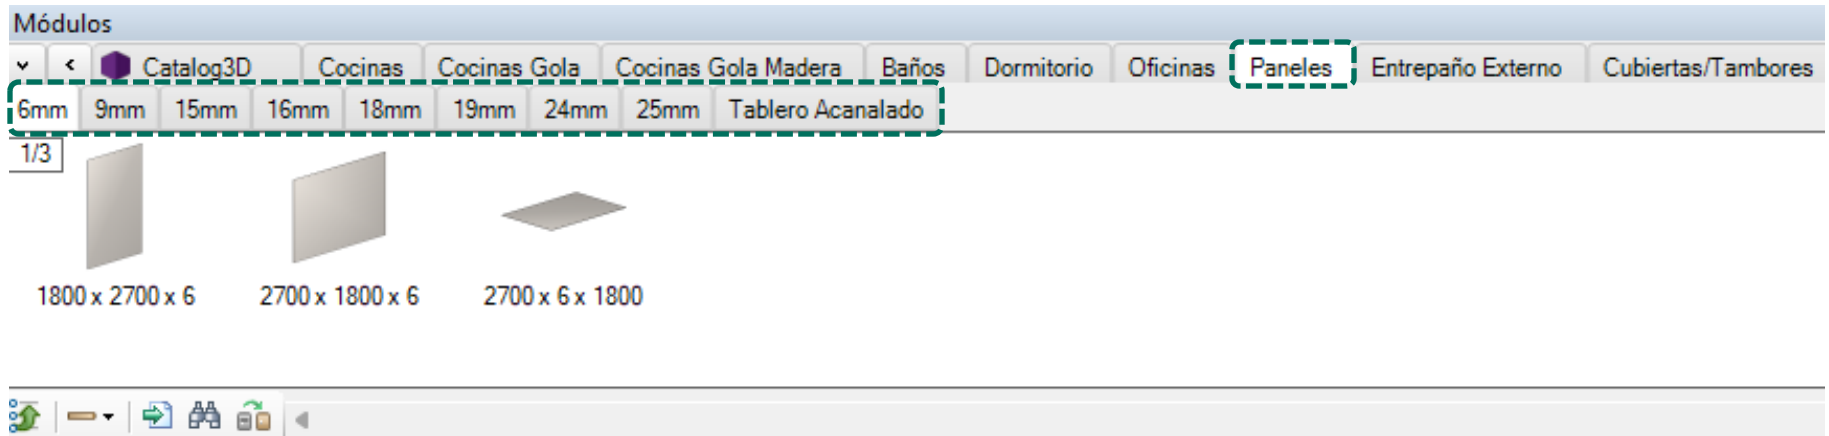 Módulos
Catalog3D Cocinas Cocinas Gola Cocinas Gola Madera Baños Dormitorio Oficinas Paneles Entrepaño Externo Cubiertas/Tambores
6mm 9mm 15mm 16mm 18mm 19mm 24mm 25mm Tablero Acanalado
1/3
1800 x 2700 x 6 2700 x 1800 x 6 2700 x 6 x 1800